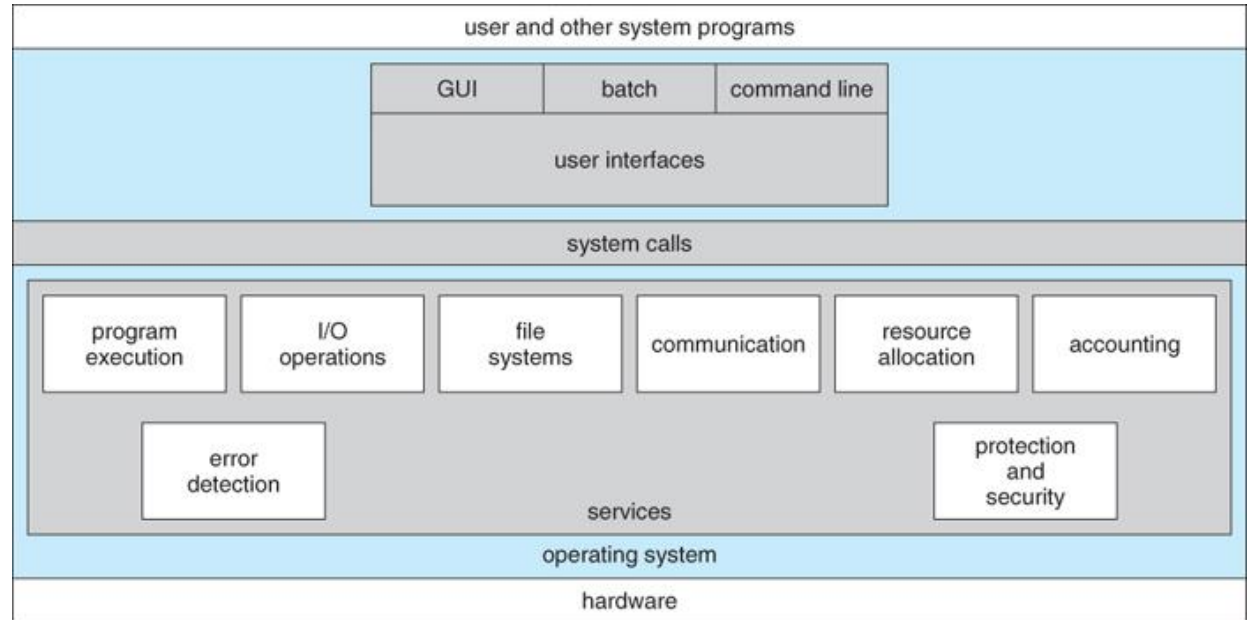 user and other system programs
GUI
batch
command line
user interfaces
system calls
program
execution
I/O
operations
file
systems
communication
resource
allocation
accounting
error
detection
protection
and
security
services
operating system
hardware